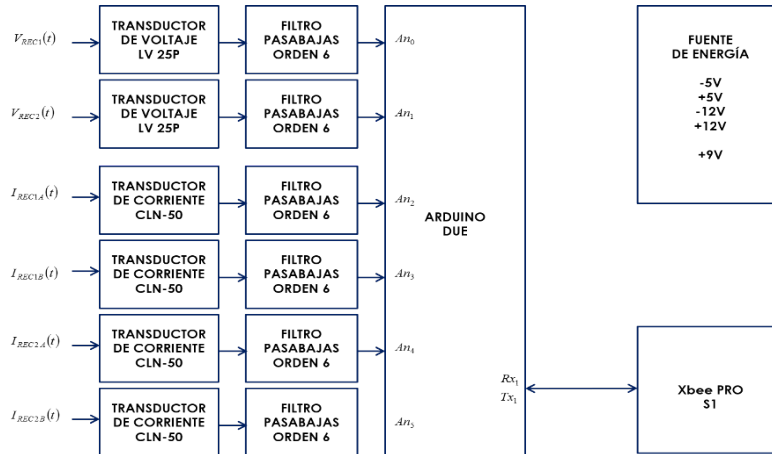 V_REC1(t)
TRANSDUCTOR
DE VOLTAJE
LV 25P
FILTRO
PASABAJAS
ORDEN 6
An_0
V_REC2(t)
TRANSDUCTOR
DE VOLTAJE
LV 25P
FILTRO
PASABAJAS
ORDEN 6
An_1
I_REC1A(t)
TRANSDUCTOR
DE CORRIENTE
CLN-50
FILTRO
PASABAJAS
ORDEN 6
An_2
I_REC1B(t)
TRANSDUCTOR
DE CORRIENTE
CLN-50
FILTRO
PASABAJAS
ORDEN 6
An_3
I_REC2A(t)
TRANSDUCTOR
DE CORRIENTE
CLN-50
FILTRO
PASABAJAS
ORDEN 6
An_4
I_REC2B(t)
TRANSDUCTOR
DE CORRIENTE
CLN-50
FILTRO
PASABAJAS
ORDEN 6
An_5
ARDUINO
DUE
Rx_1
Tx_1
FUENTE
DE ENERGÍA
-5V
+5V
-12V
+12V
+9V
Xbee PRO
S1